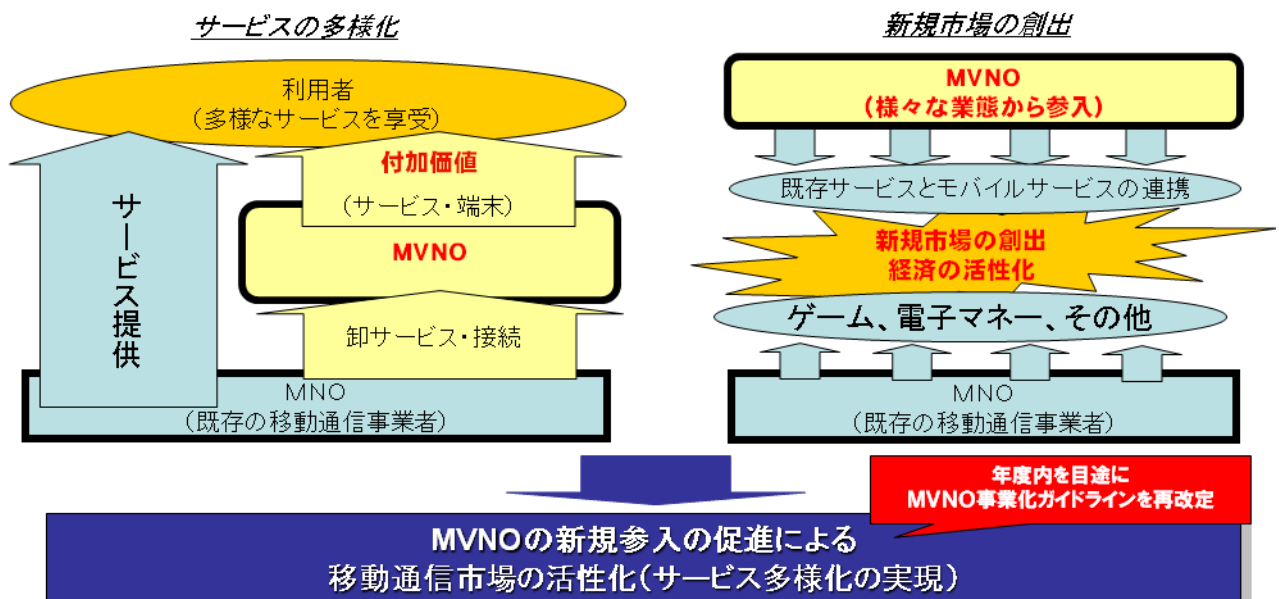 サービスの多様化
利用者
(多様なサービスを享受)
付加価値
(サービス・端末)
MVNO
サービス提供
卸サービス・接続
MNO
(既存の移動通信事業者)
新規市場の創出
MVNO
(様々な業態から参入)
既存サービスとモバイルサービスの連携
新規市場の創出
経済の活性化
ゲーム、電子マネー、その他
MNO
(既存の移動通信事業者)
年度内を目途に
MVNO事業化ガイドラインを再改定
MVNOの新規参入の促進による
移動通信市場の活性化(サービス多様化の実現)